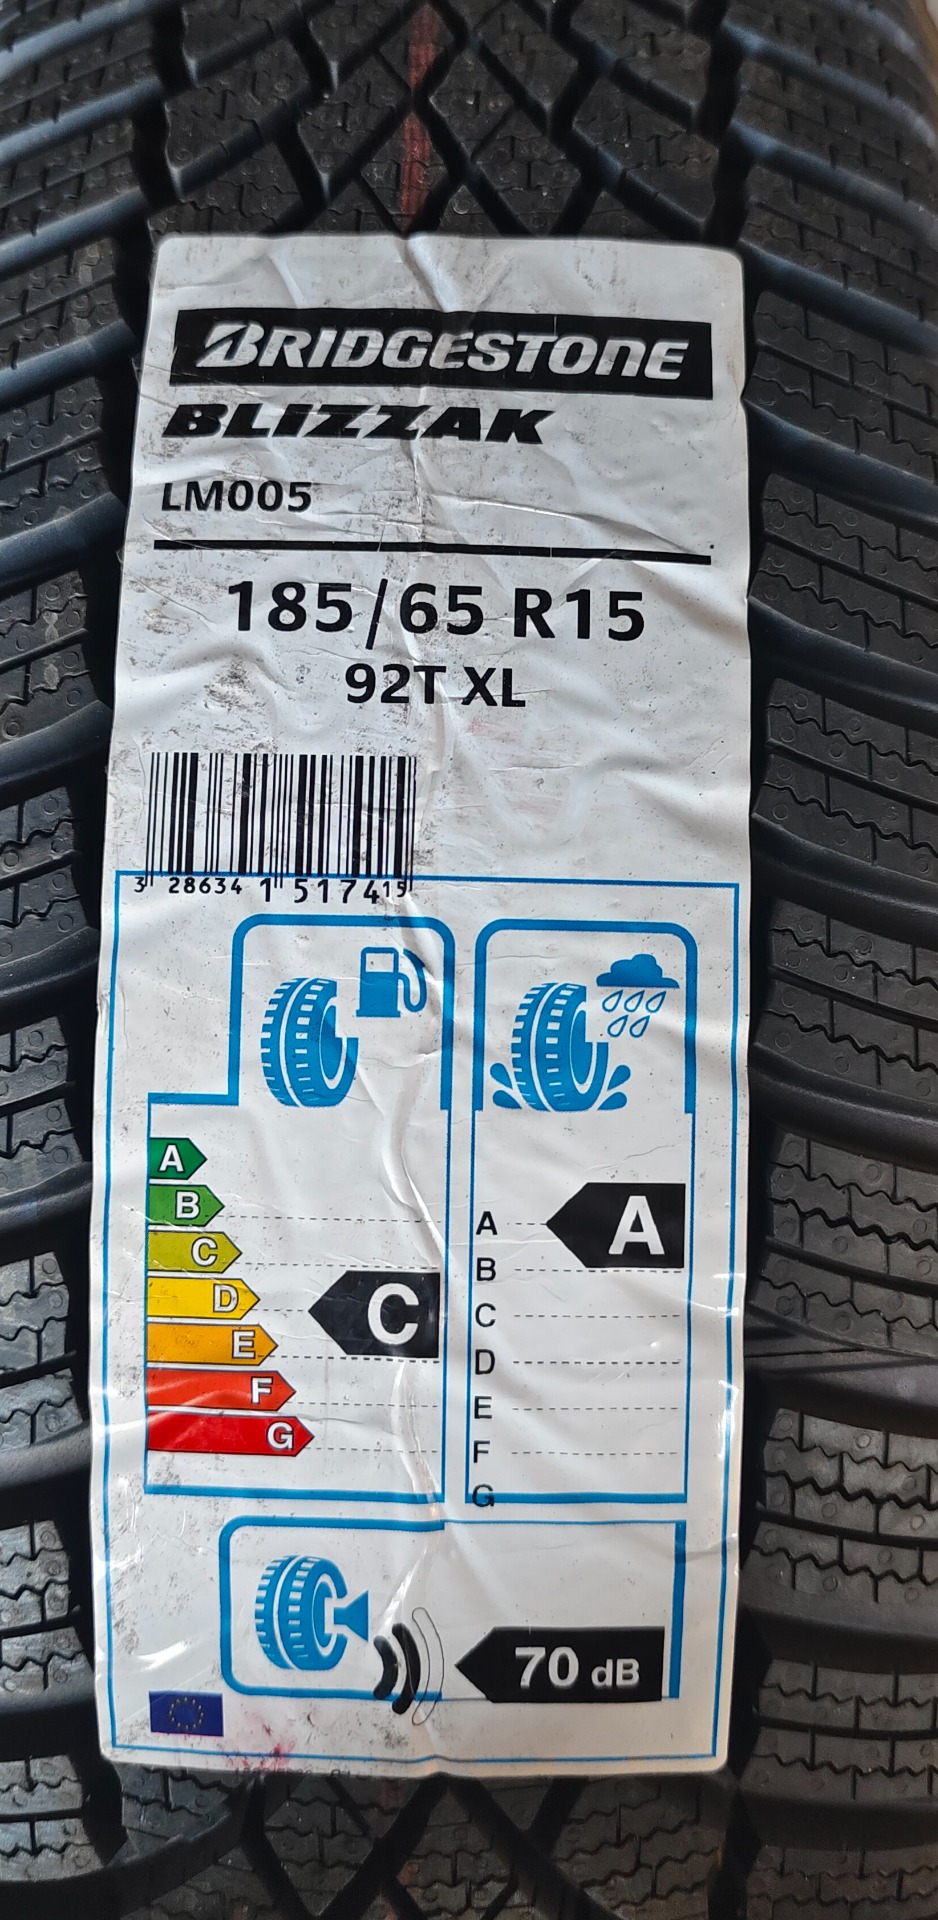 BRIDGESTONE
BLIZZAK
LM005
185/65 R15
92T XL
3 28634 1 51741 5
A
B
C
D
E
F
G
C
A
B
C
D
E
F
G
A
70 dB